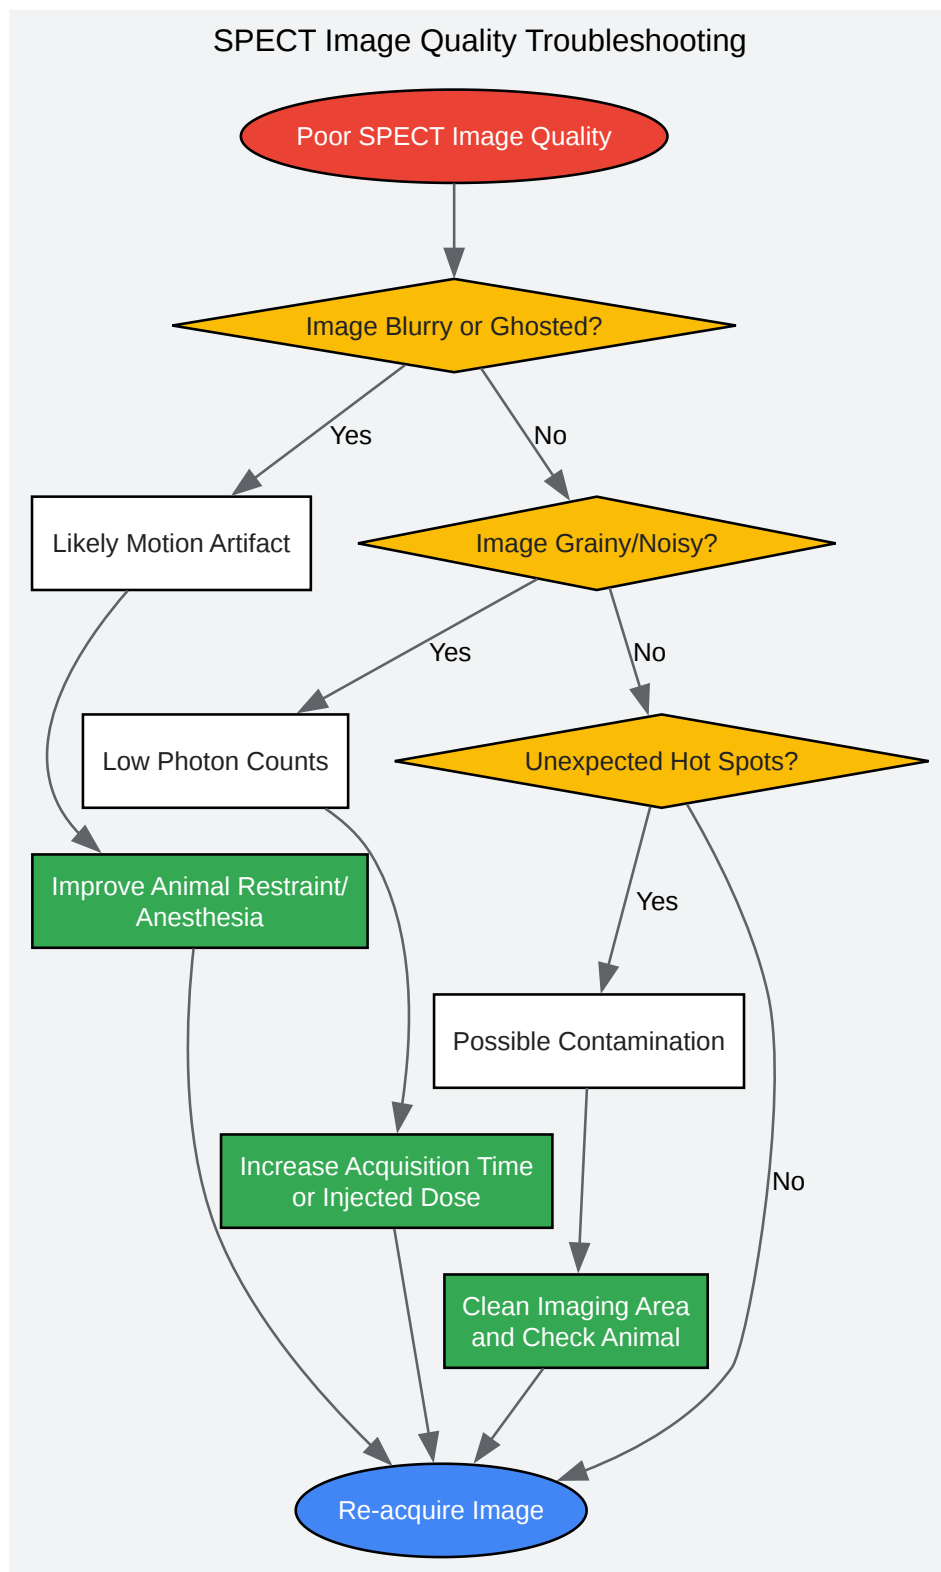 SPECT Image Quality Troubleshooting
Poor SPECT Image Quality
Image Blurry or Ghosted?
Yes
No
Likely Motion Artifact
Image Grainy/Noisy?
Yes
No
Low Photon Counts
Unexpected Hot Spots?
Improve Animal Restraint/
Anesthesia
Yes
Possible Contamination
Increase Acquisition Time
or Injected Dose
No
Clean Imaging Area
and Check Animal
Re-acquire Image